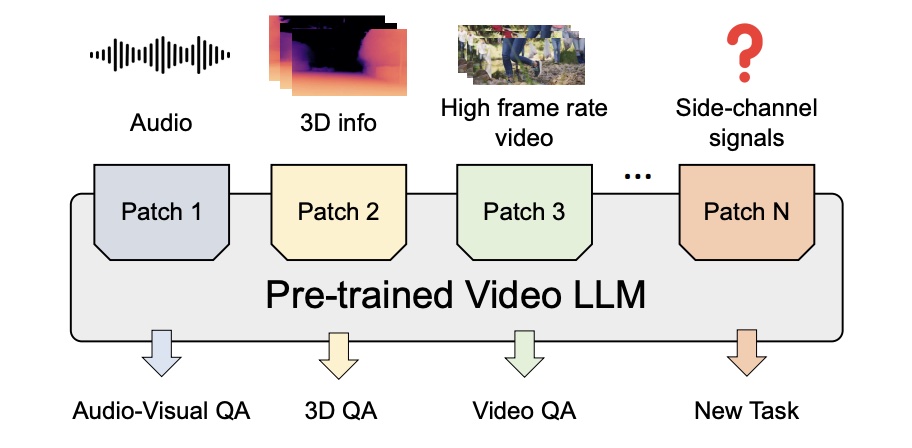 Audio
3D info
High frame rate
video
Side-channel
signals
...
Patch 1
Patch 2
Patch 3
Patch N
Pre-trained Video LLM
Audio-Visual QA
3D QA
Video QA
New Task